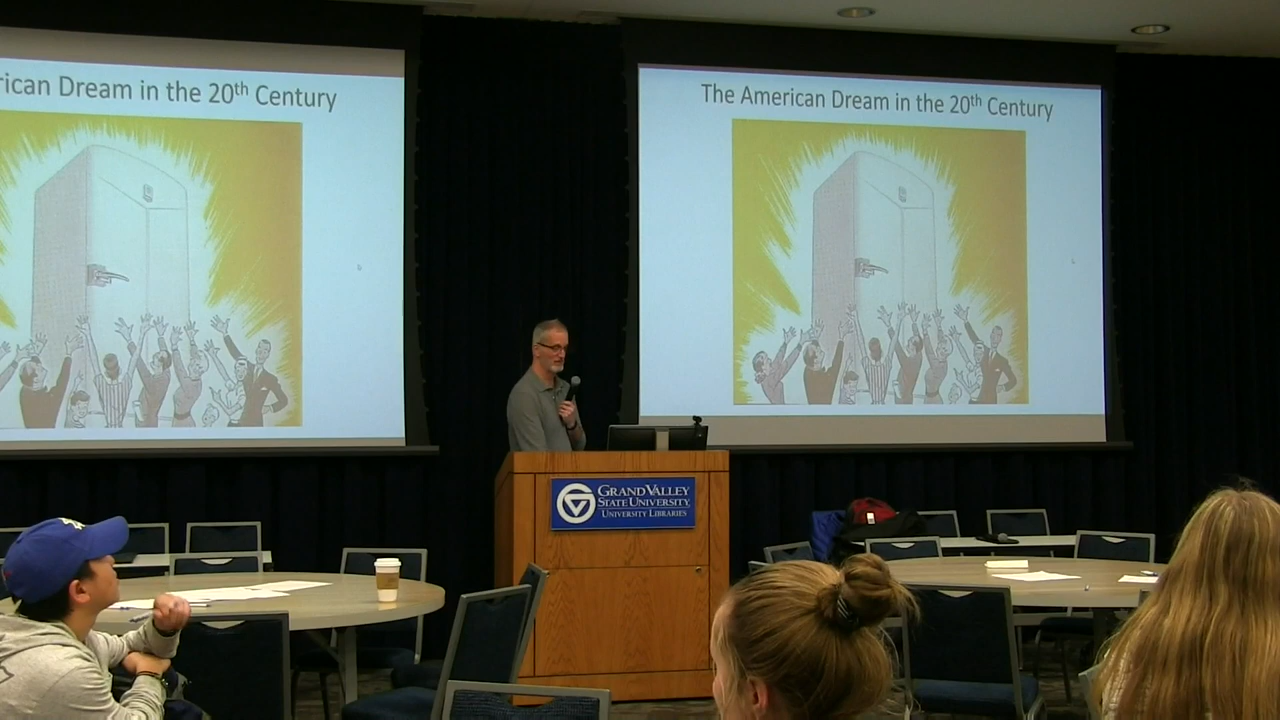 rican Dream in the 20th Century
The American Dream in the 20th Century
GRAND VALLEY
STATE UNIVERSITY
UNIVERSITY LIBRARIES